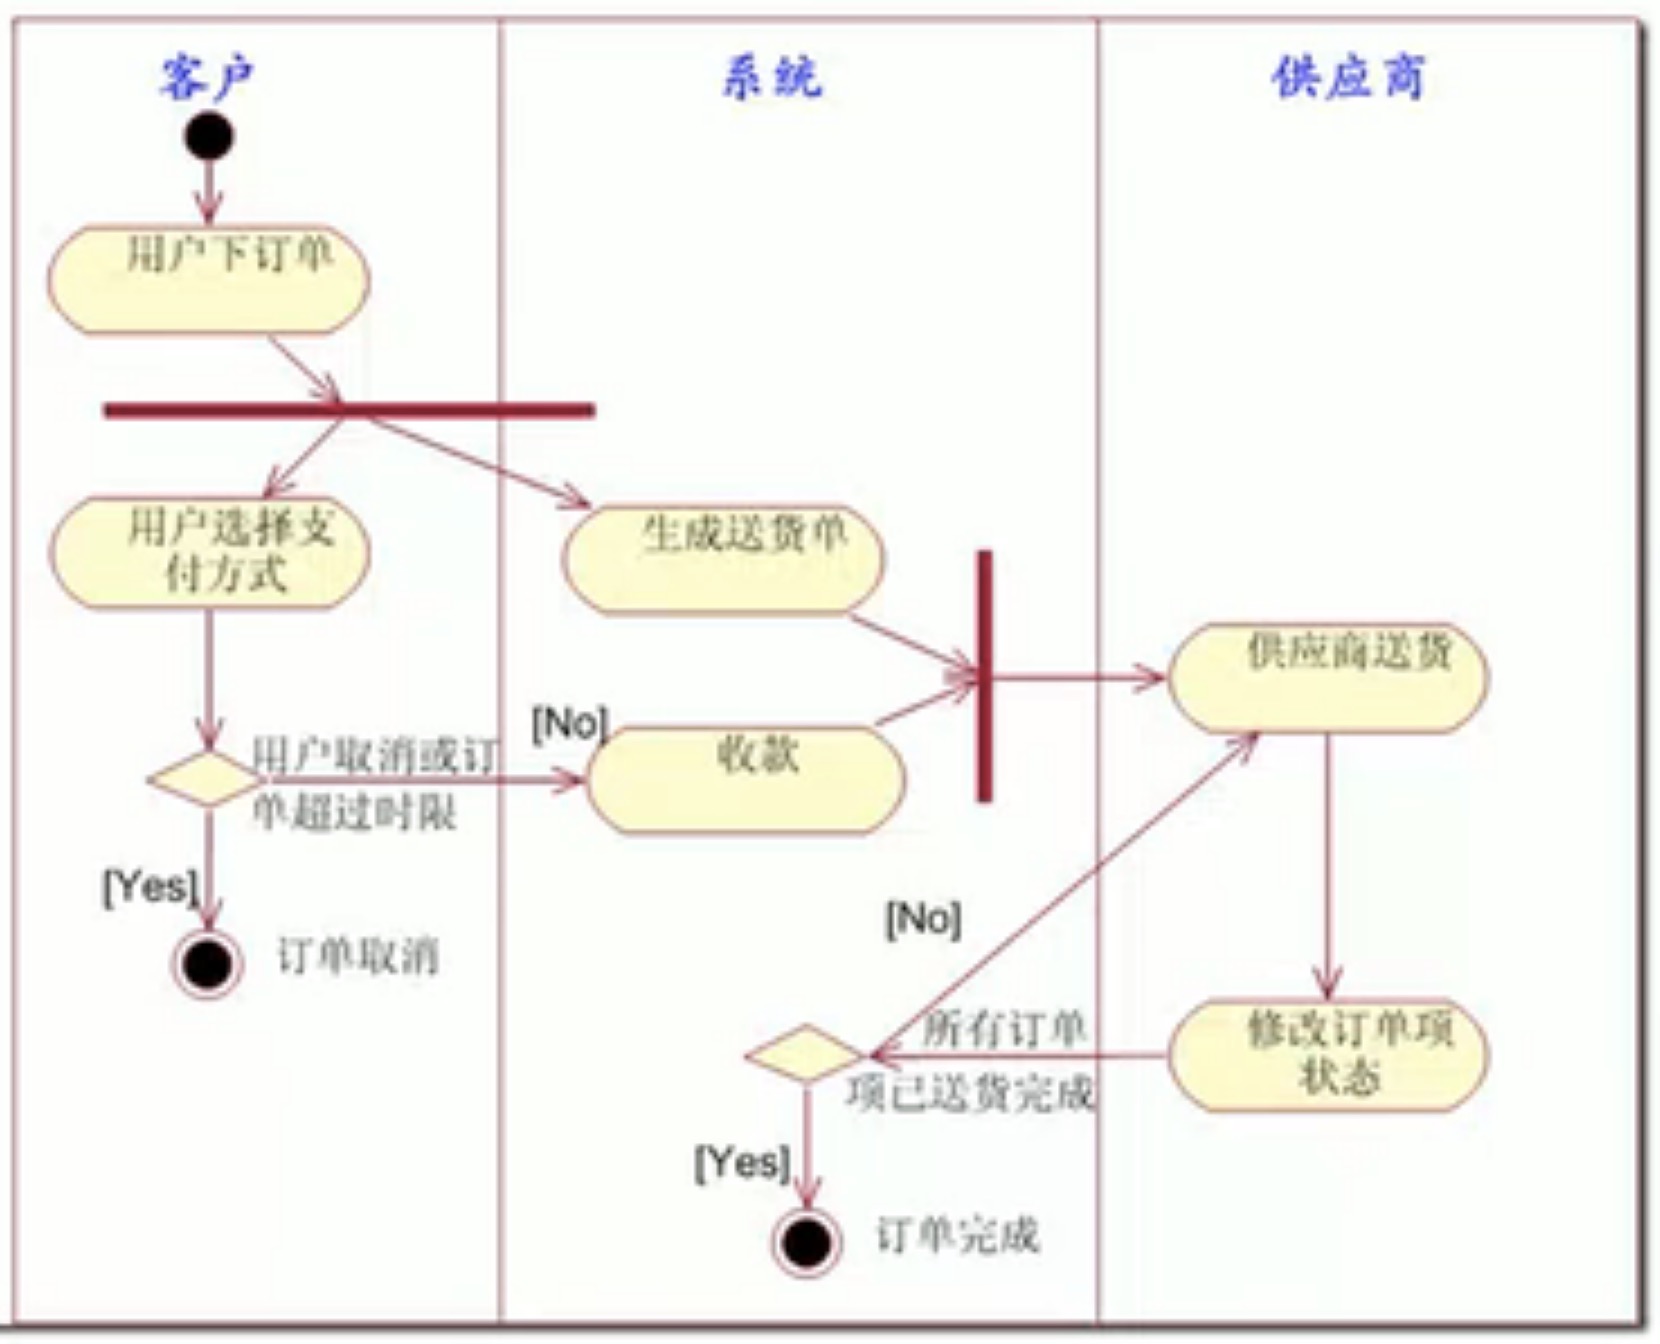 客户
系统
供应商
用户下订单
用户选择支
付方式
生成送货单
供应商送货
[No]
收款
用户取消或订
单超过时限
[Yes]
订单取消
[No]
所有订单
项已送货完成
修改订单项
状态
[Yes]
订单完成